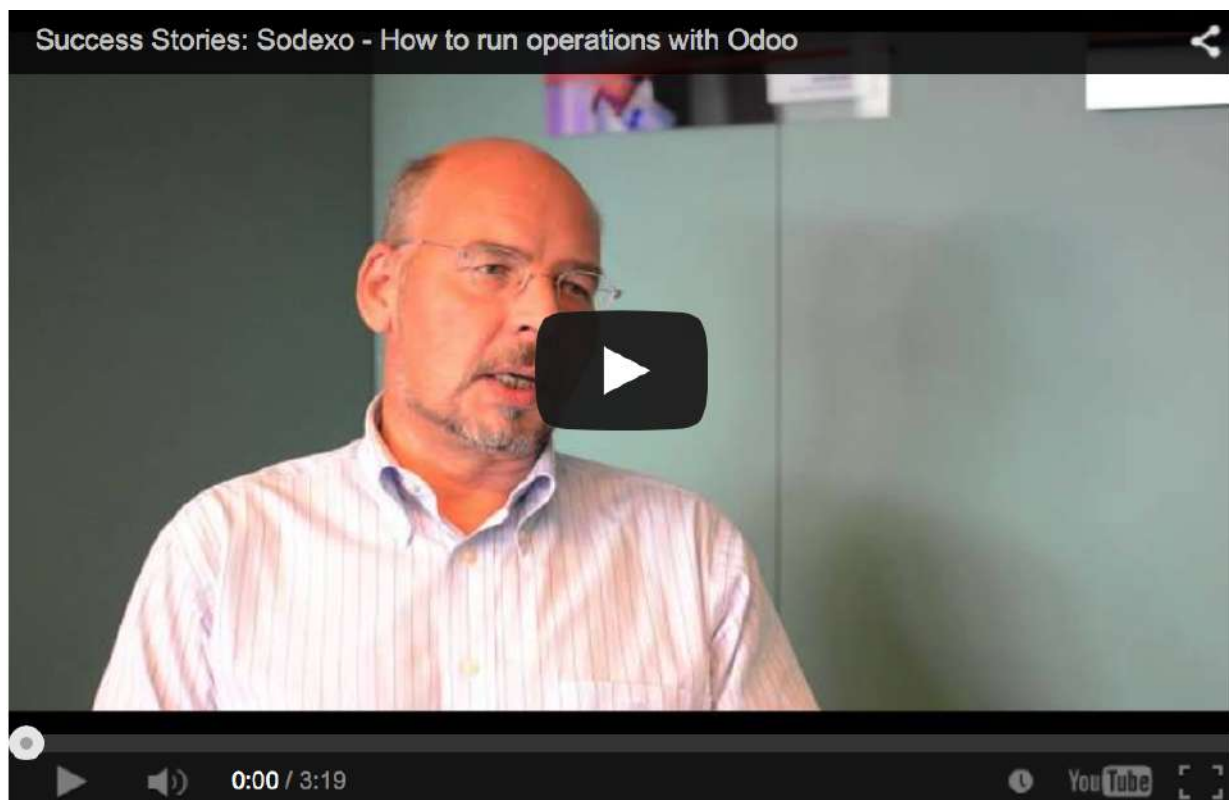 Success Stories: Sodexo - How to run operations with Odoo
0:00 / 3:19
YouTube